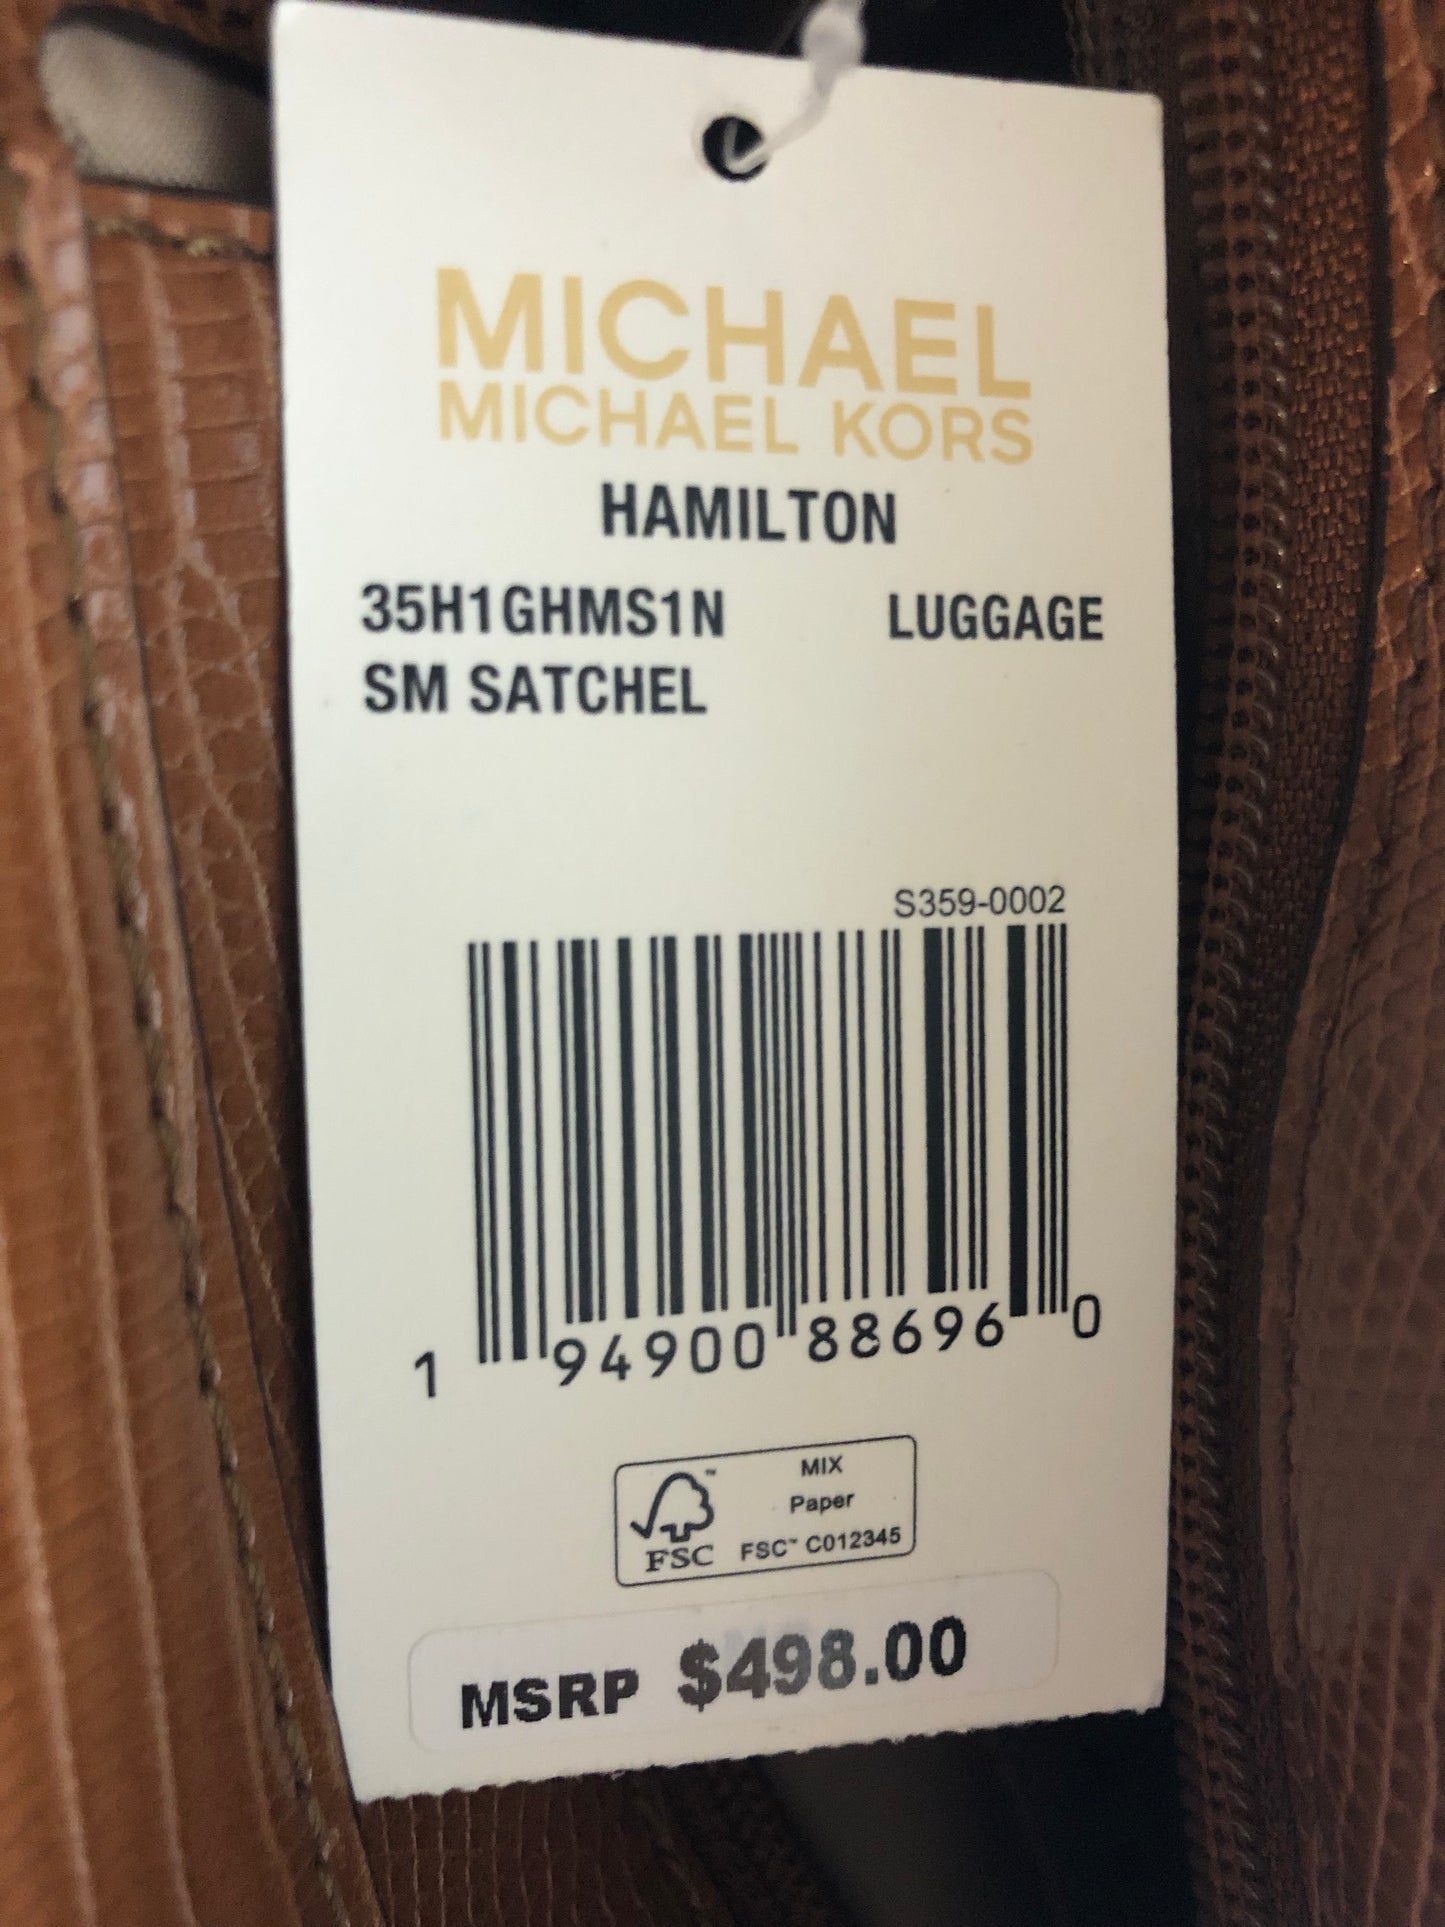 MICHAEL
MICHAEL KORS
HAMILTON
35H1GHMS1N LUGGAGE
SM SATCHEL
S359-0002
1 94900 88696 0
MIX
Paper
FSC™ C012345
FSC
MSRP $498.00